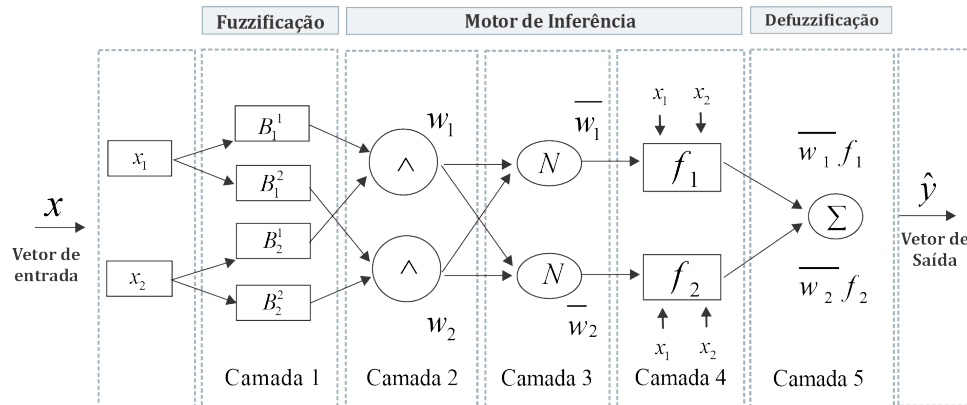 Fuzzificação
Motor de Inferência
Defuzzificação
x
Vetor de
entrada
x₁
x₂
B₁¹
B₁²
B₂¹
B₂²
w₁
∧
∧
w₂
w̅₁
N
N
w̅₂
x₁ x₂
f₁
f₂
x₁ x₂
w̅₁ f₁
Σ
w̅₂ f₂
ŷ
Vetor de
Saída
Camada 1
Camada 2
Camada 3
Camada 4
Camada 5